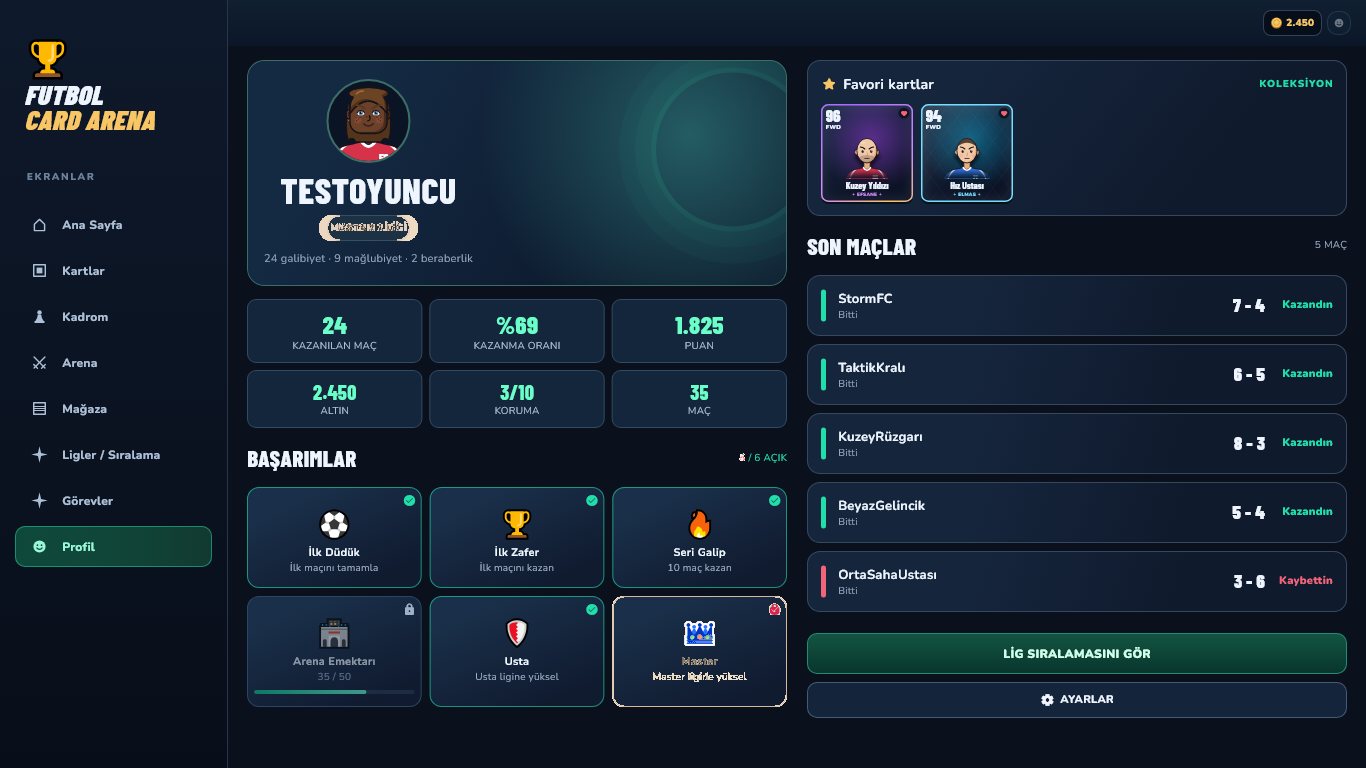 FUTBOL
CARD ARENA
EKRANLAR
Ana Sayfa
Kartlar
Kadrom
Arena
Mağaza
Ligler / Sıralama
Görevler
Profil
2.450
TESTOYUNCU
24 galibiyet · 9 mağlubiyet · 2 beraberlik
24
KAZANILAN MAÇ
%69
KAZANMA ORANI
1.825
PUAN
2.450
ALTIN
3/10
KORUMA
35
MAÇ
BAŞARIMLAR
/ 6 AÇIK
İlk Düdük
İlk maçını tamamla
İlk Zafer
İlk maçını kazan
Seri Galip
10 maç kazan
Arena Emektarı
35 / 50
Usta
Usta ligine yüksel
Master
Master ligine yüksel
Favori kartlar
KOLEKSİYON
96
FWD
Kuzey Yıldızı
EFSANE
94
FWD
Hız Ustası
ELMAS
SON MAÇLAR
5 MAÇ
StormFC
Bitti
7 - 4
Kazandın
TaktikKralı
Bitti
6 - 5
Kazandın
KuzeyRüzgarı
Bitti
8 - 3
Kazandın
BeyazGelincik
Bitti
5 - 4
Kazandın
OrtaSahaUstası
Bitti
3 - 6
Kaybettin
LİG SIRALAMASINI GÖR
AYARLAR